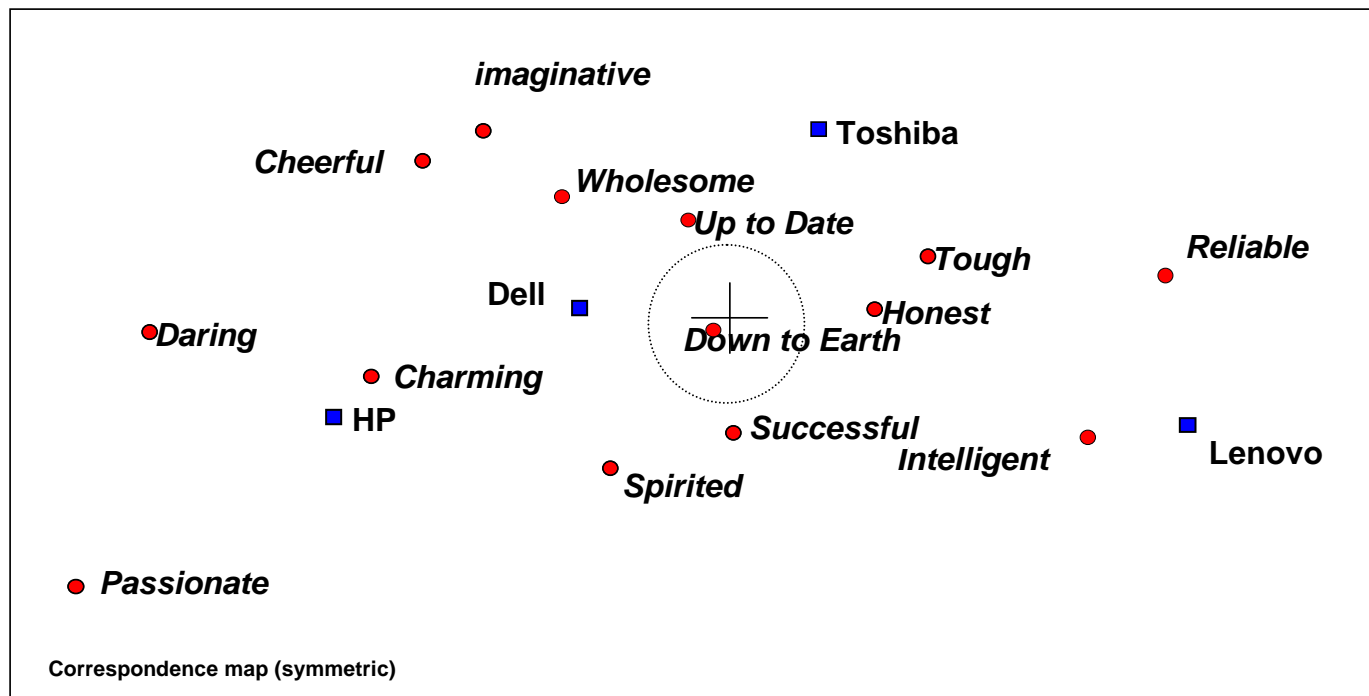 imaginative
Toshiba
Cheerful
Wholesome
Up to Date
Reliable
Tough
Dell
Honest
Daring
Down to Earth
Charming
HP
Successful
Intelligent
Lenovo
Spirited
Passionate
Correspondence map (symmetric)